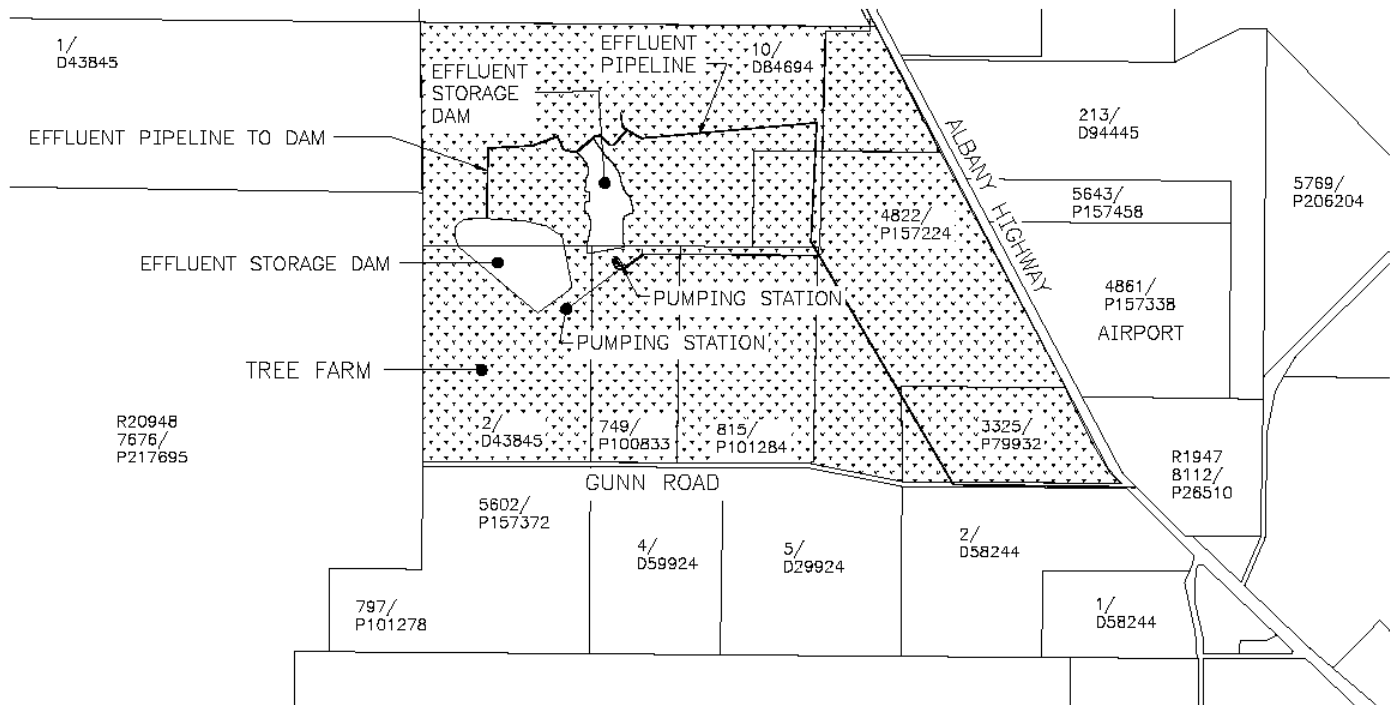 1/
D43845
EFFLUENT
PIPELINE
10/
D84694
EFFLUENT
STORAGE
DAM
EFFLUENT PIPELINE TO DAM
ALBANY HIGHWAY
213/
D94445
5643/
P157458
5769/
P206204
4822/
P157224
EFFLUENT STORAGE DAM
PUMPING STATION
4861/
P157338
AIRPORT
PUMPING STATION
TREE FARM
R20948
7676/
P217695
2/
D43845
749/
P100833
815/
P101284
3325/
P79932
R1947
8112/
P26510
GUNN ROAD
5602/
P157372
4/
D59924
5/
D29924
2/
D58244
797/
P101278
1/
D58244